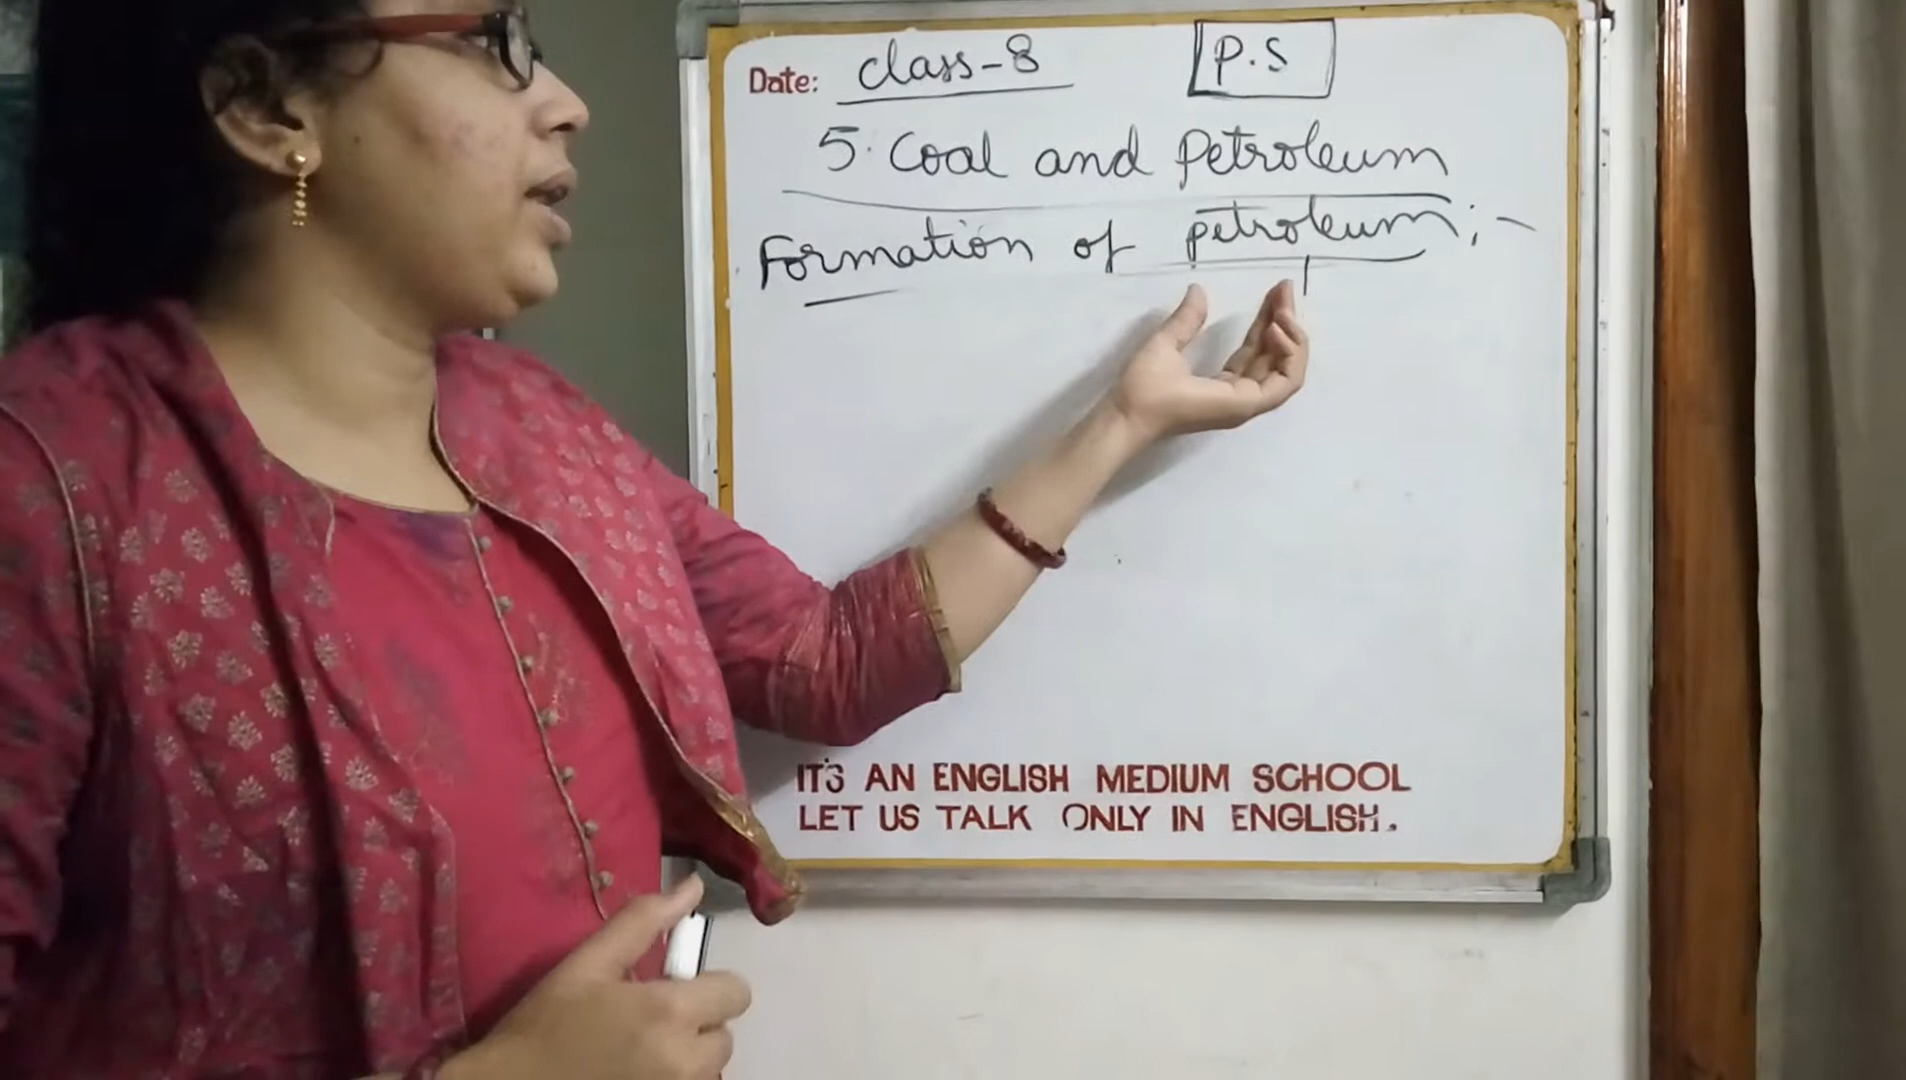 Date: class-8 P.S
5. Coal and Petroleum
Formation of petroleum :-
IT'S AN ENGLISH MEDIUM SCHOOL
LET US TALK ONLY IN ENGLISH.